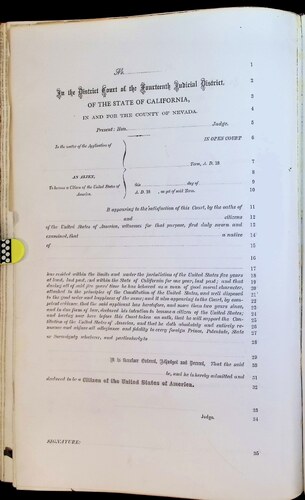 No. 1
2
In the District Court of the Fourteenth Judicial District. 3
OF THE STATE OF CALIFORNIA,
IN AND FOR THE COUNTY OF NEVADA. 4
Present: Hon. Judge. 5
IN OPEN COURT 6
In the matter of the Application of
Term, A. D. 18 7
8
AN ALIEN, this day of 9
To become a Citizen of the United States of America. A. D. 18 , as yet of said Term. 10
It appearing to the satisfaction of this Court, by the oaths of 11
and citizens 12
of the United States of America, witnesses for that purpose, first duly sworn and 13
examined, that a native 14
of 15
16
17
has resided within the limits and under the jurisdiction of the United States five years 18
at least, last past, and within the State of California for one year, last past; and that 19
during all of said five years' time he has behaved as a man of good moral character, 20
attached to the principles of the Constitution of the United States, and well disposed 21
to the good order and happiness of the same; and it also appearing to the Court, by competent evidence, that the said applicant has heretofore, and more than two years since,
and in due form of law, declared his intention to become a citizen of the United States,
and having now here before this Court taken an oath, that he will support the Constitution of the United States of America, and that he doth absolutely and entirely renounce and abjure all allegiance and fidelity to every foreign Prince, Potentate, State
or Sovereignty whatever, and particularly to
It is therefore Ordered, Adjudged and Decreed, That the said
be, and he is hereby admitted and 31
declared to be a Citizen of the United States of America. 32
33
Judge. 34
SIGNATURE: 35